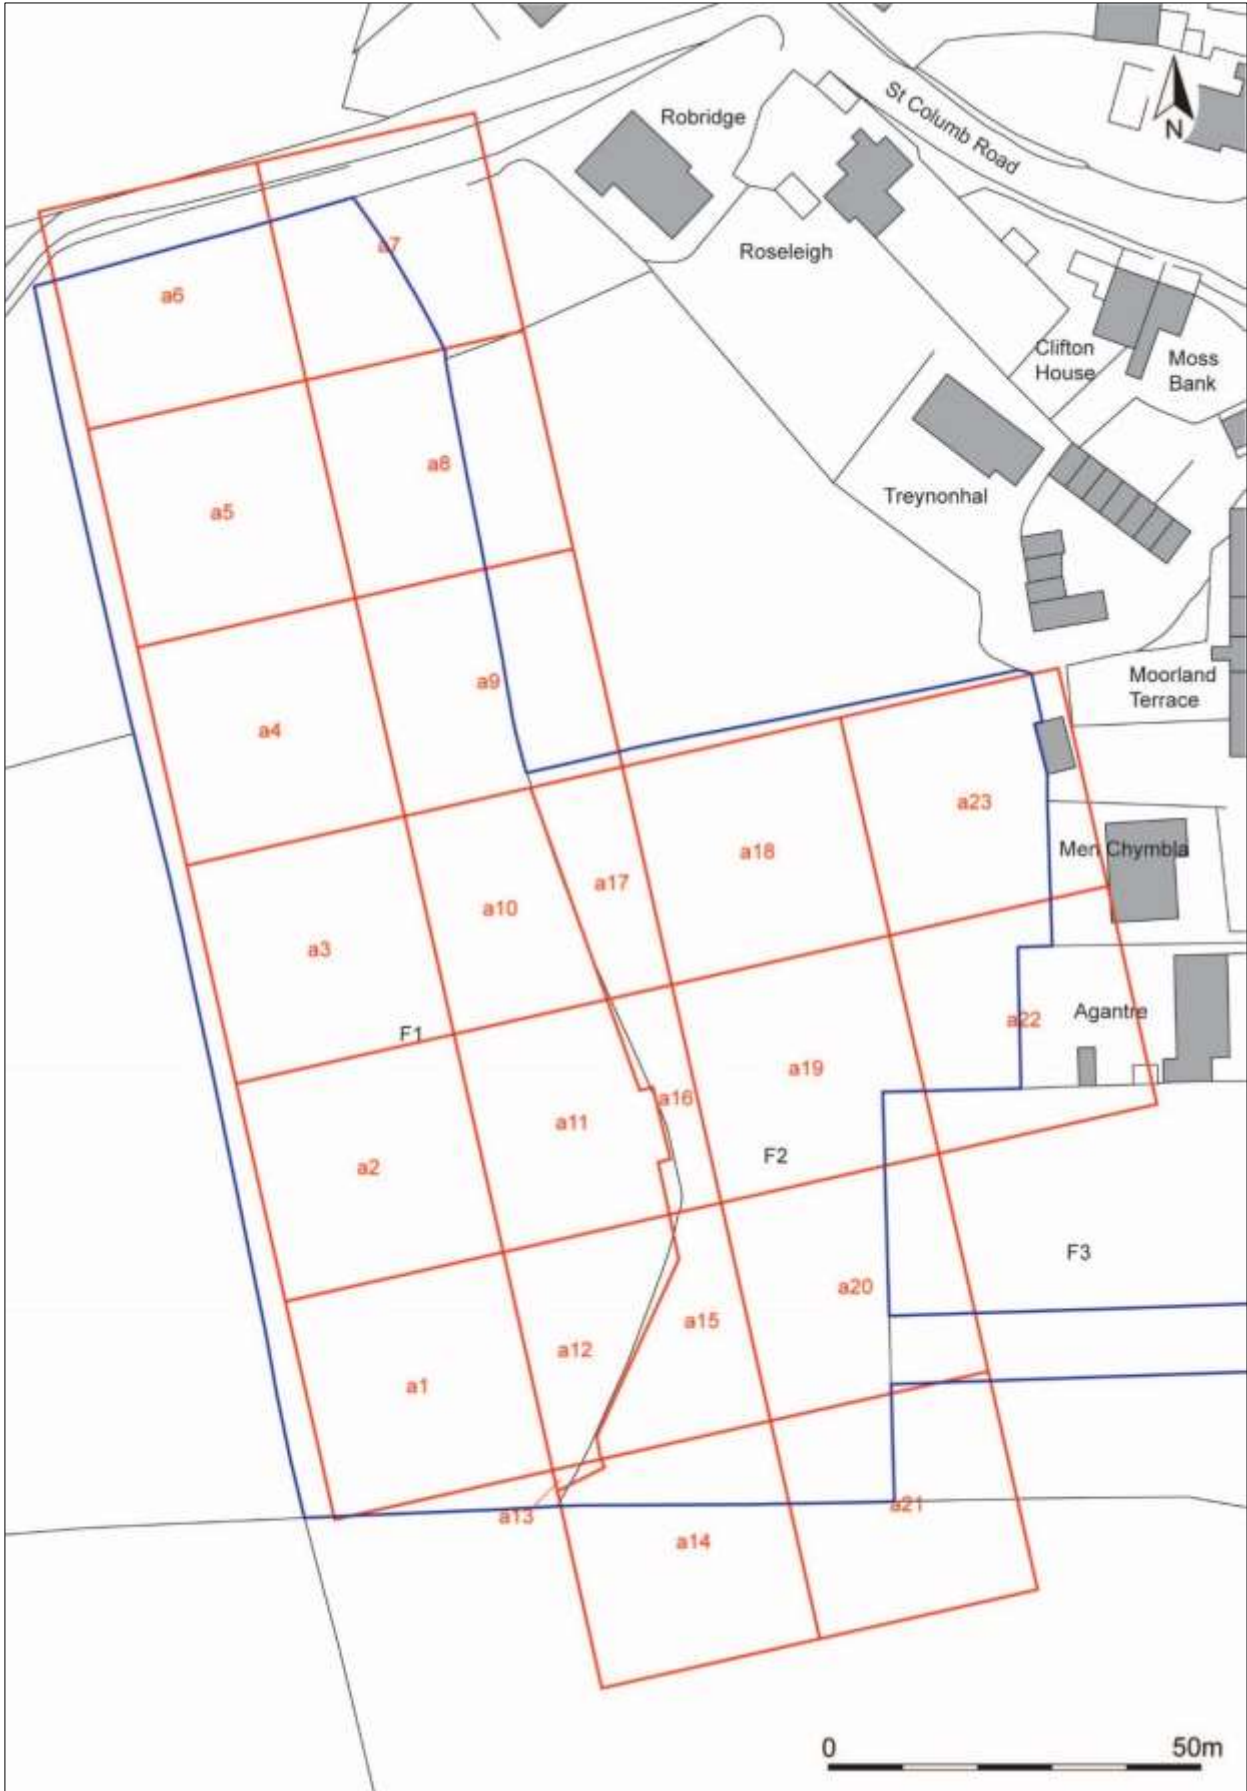 Robridge
St Columb Road
N
Roseleigh
a7
a6
Clifton
House
Moss
Bank
a8
a5
Treynonhal
a9
Moorland
Terrace
a4
a23
Men Chymbla
a18
a17
a10
a3
F1
Agantre
a22
a19
a16
a11
F2
a2
F3
a20
a15
a12
a1
a13
a21
a14
0 50m